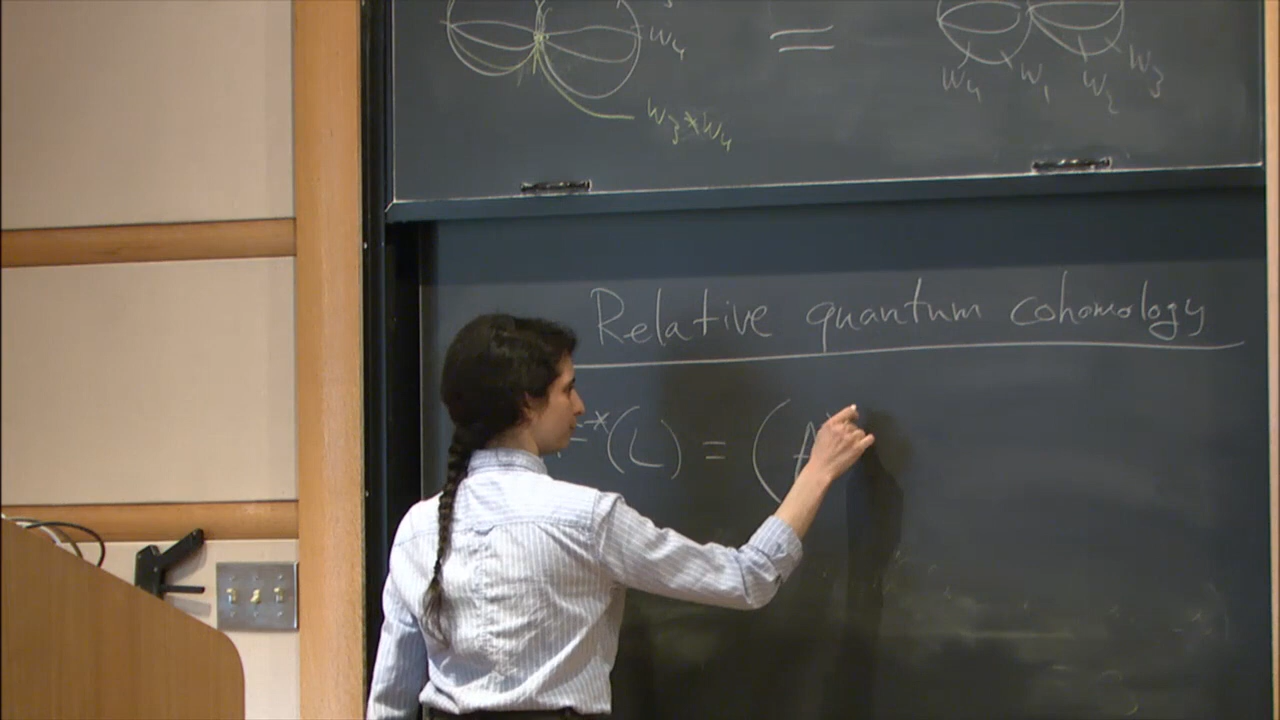 w₄ =
w₃*w₄
w₄ w₁ w₂ w₃
Relative quantum cohomology
*(L) = (A